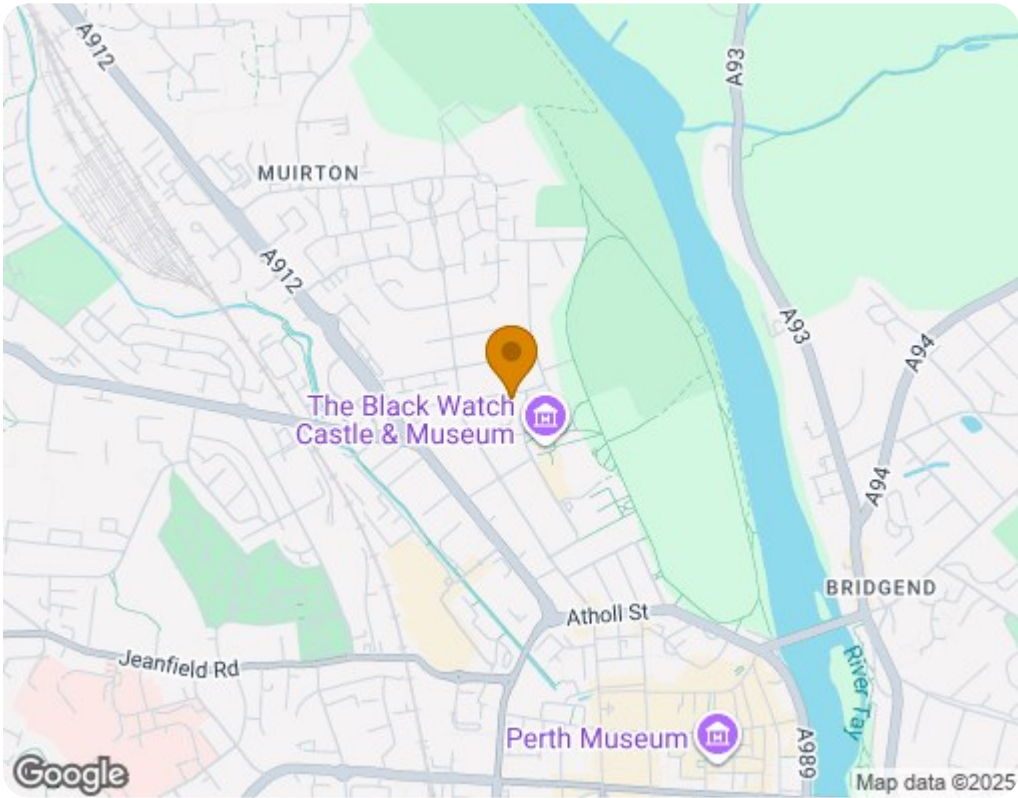 A912
A93
MUIRTON
A912
A93
A94
The Black Watch
Castle & Museum
A94
BRIDGEND
Atholl St
Jeanfield Rd
River Tay
Perth Museum
A989
Google
Map data ©2025